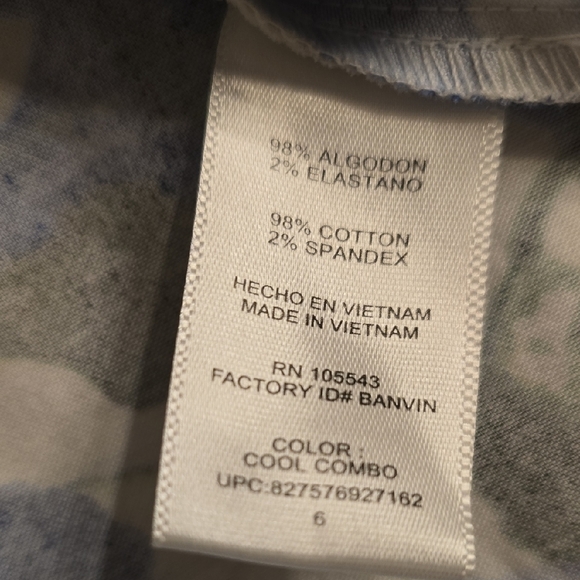 98% ALGODON
2% ELASTANO
98% COTTON
2% SPANDEX
HECHO EN VIETNAM
MADE IN VIETNAM
RN 105543
FACTORY ID# BANVIN
COLOR :
COOL COMBO
UPC:827576927162
6